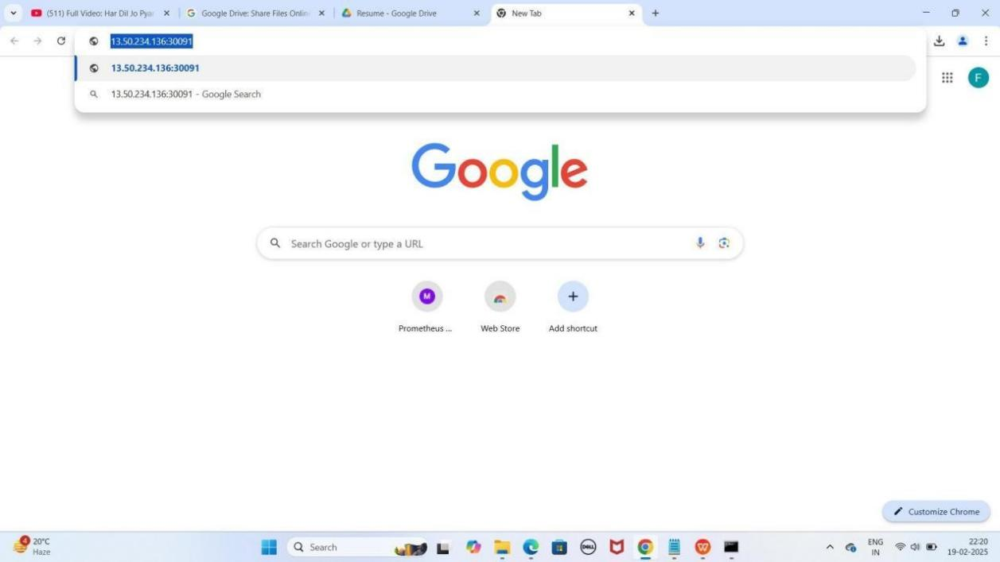 (511) Full Video: Har Dil Jo Pya
Google Drive: Share Files Onlin
Resume - Google Drive
New Tab
13.50.234.136:30091
13.50.234.136:30091
13.50.234.136:30091 - Google Search
F
Google
Search Google or type a URL
M
Prometheus ...
Web Store
Add shortcut
Customize Chrome
4
20°C
Haze
Search
DELL
ENG
IN
22:20
19-02-2025